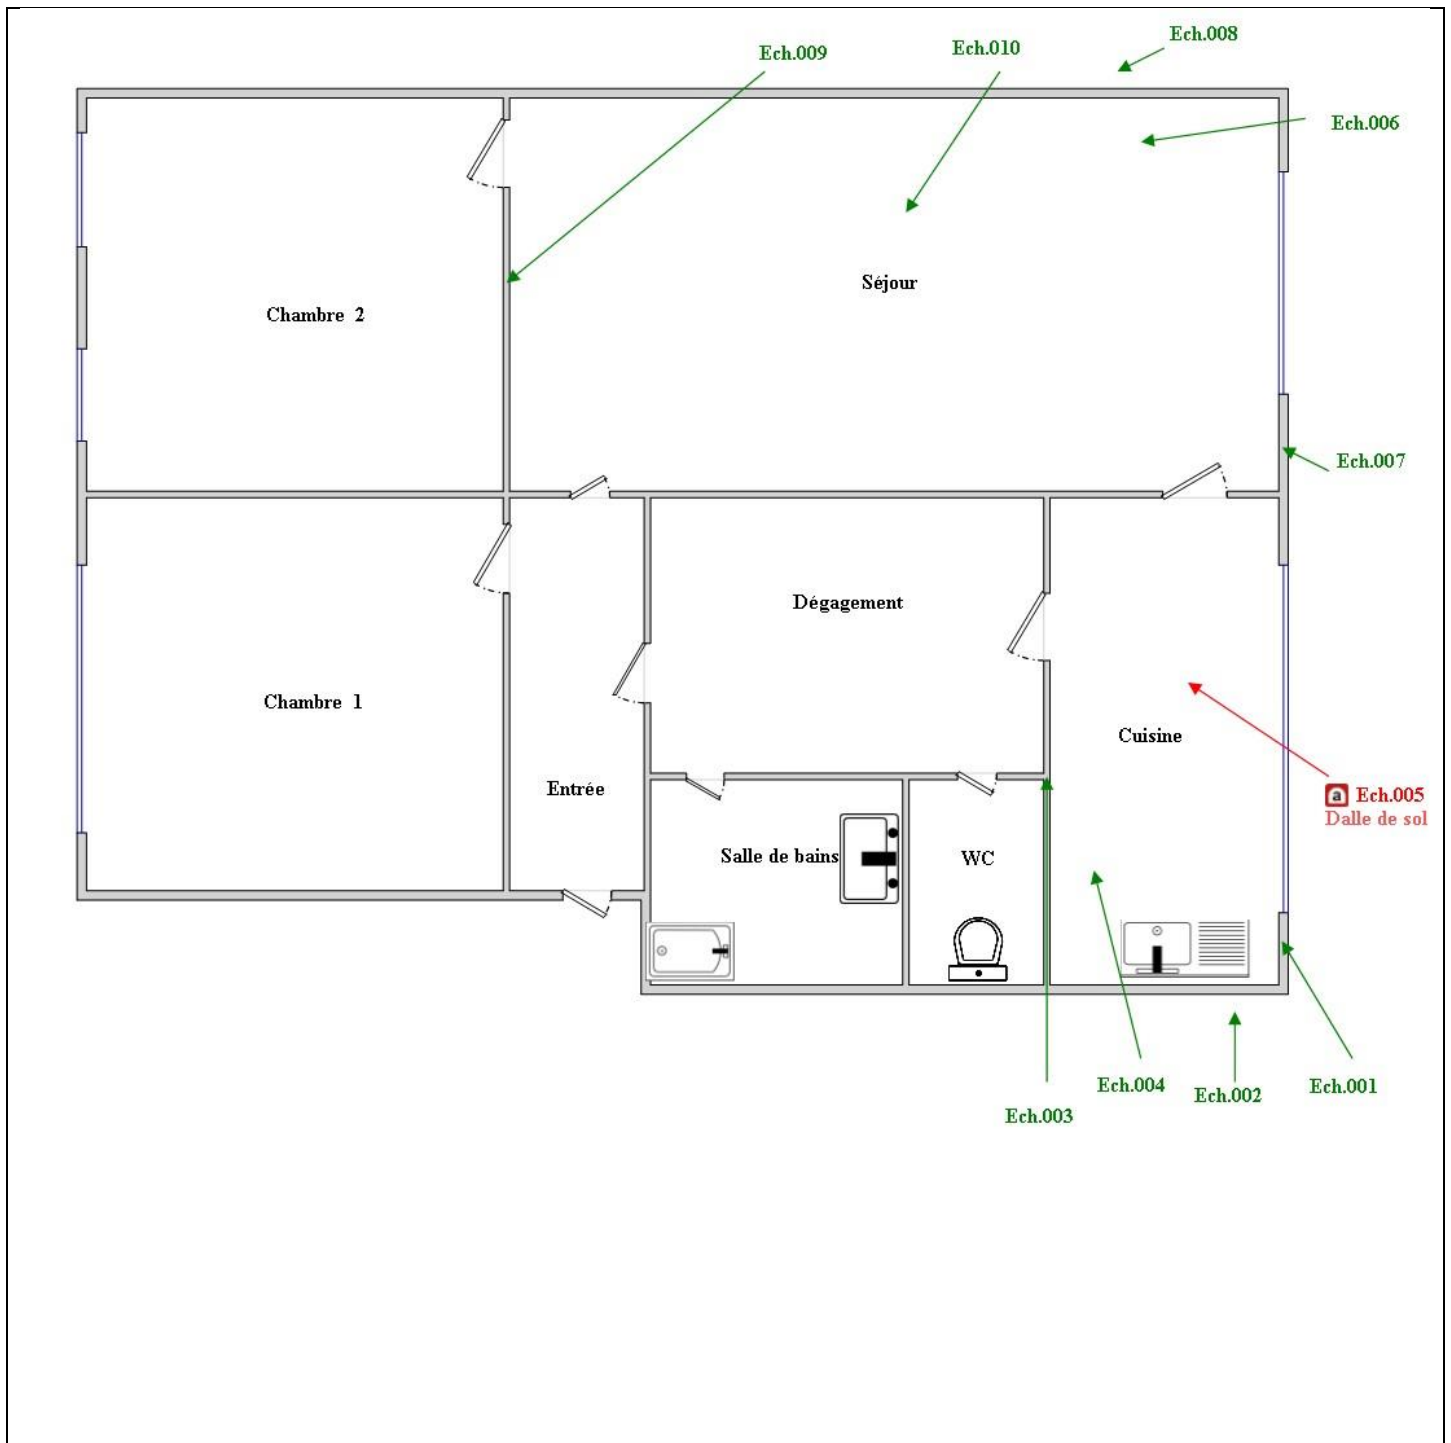 Ech.008
Ech.009
Ech.010
Ech.006
Séjour
Chambre 2
Ech.007
Dégagement
Chambre 1
Cuisine
Entrée
a Ech.005
Dalle de sol
Salle de bains
WC
Ech.004
Ech.001
Ech.002
Ech.003